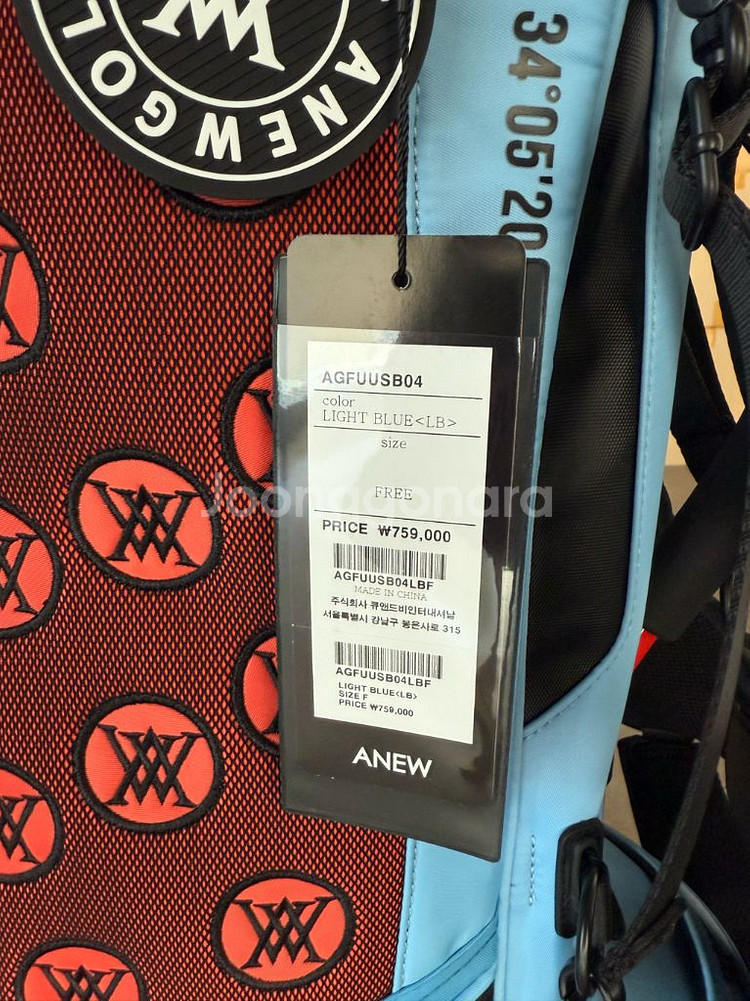 ANEW GOL
34°05'20
AGFUUSB04
color
LIGHT BLUE<LB>
size
FREE
Joongonara
PRICE ₩759,000
AGFUUSB04LBF
MADE IN CHINA
주식회사 큐앤드비인터내셔날
서울특별시 강남구 봉은사로 315
AGFUUSB04LBF
LIGHT BLUE<LB>
SIZE F
PRICE ₩759,000
ANEW